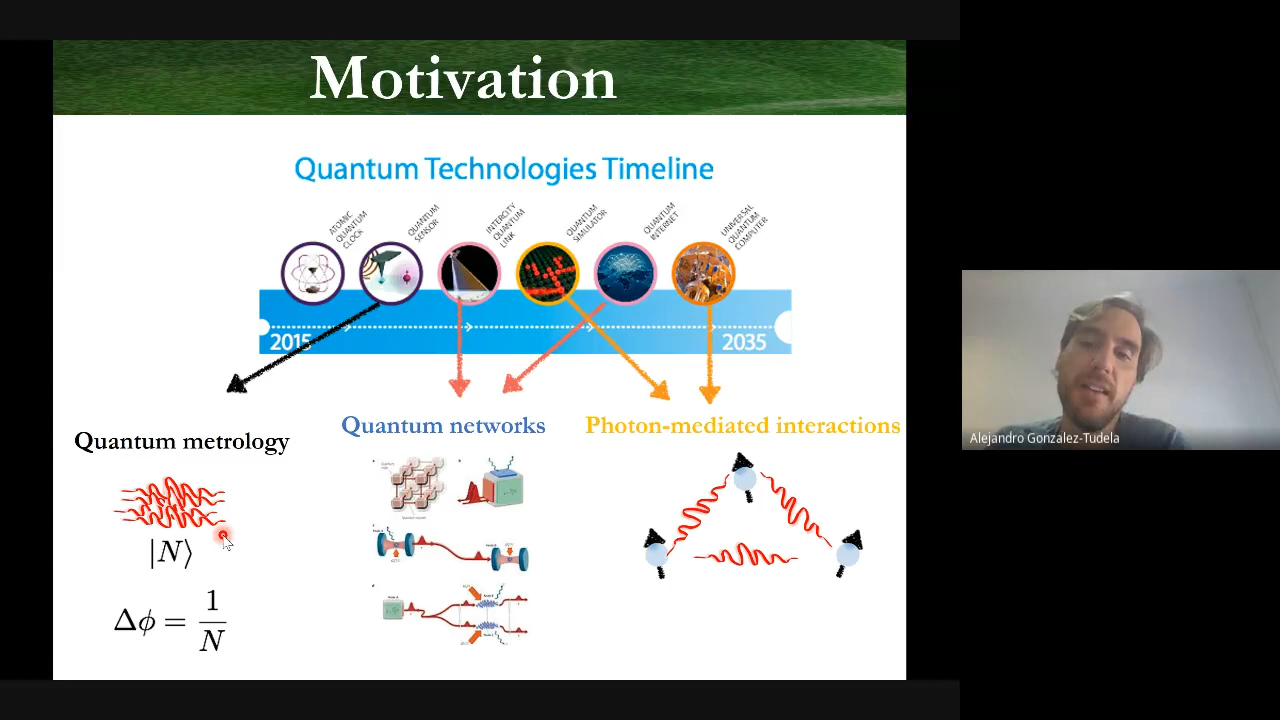 Motivation
Quantum Technologies Timeline
ATOMIC
QUANTUM
CLOCK
QUANTUM
SENSOR
INTERCITY
QUANTUM
LINK
QUANTUM
SIMULATOR
QUANTUM
INTERNET
UNIVERSAL
QUANTUM
COMPUTER
2015
2035
Quantum metrology
Quantum networks
Photon-mediated interactions
|N⟩
Δϕ = 1/N
Alejandro Gonzalez-Tudela